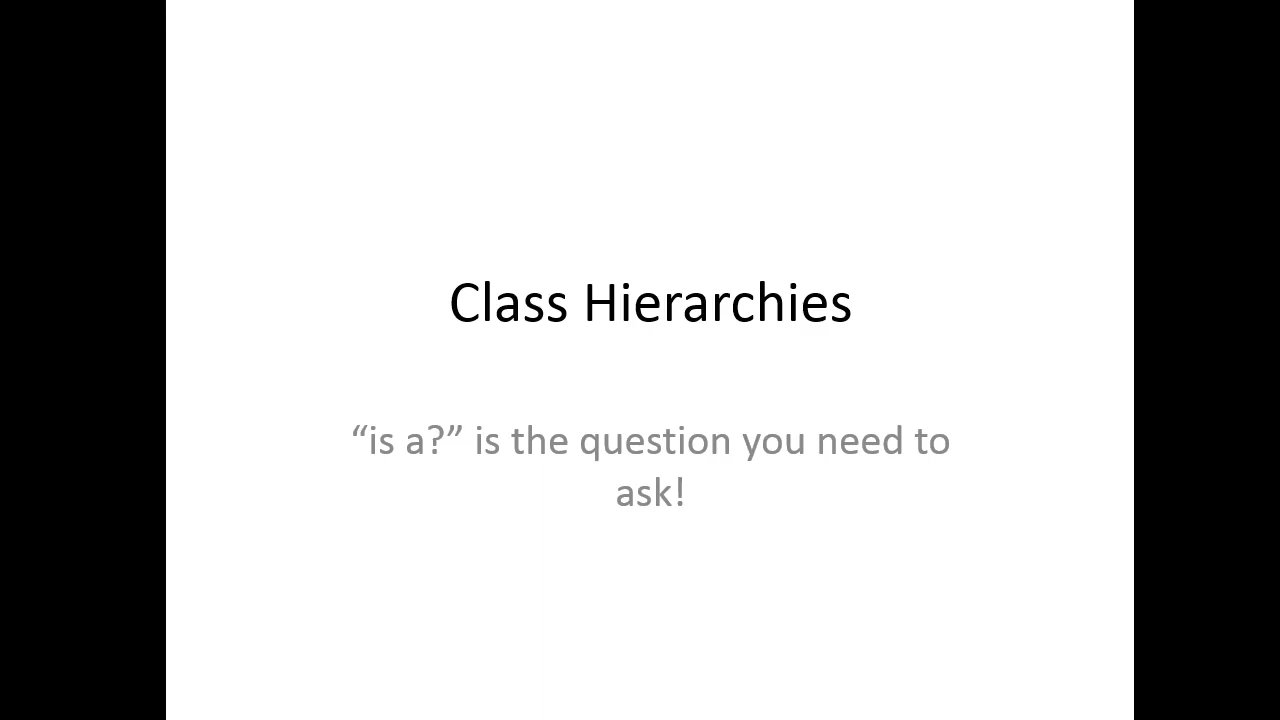 Class Hierarchies
“is a?” is the question you need to
ask!